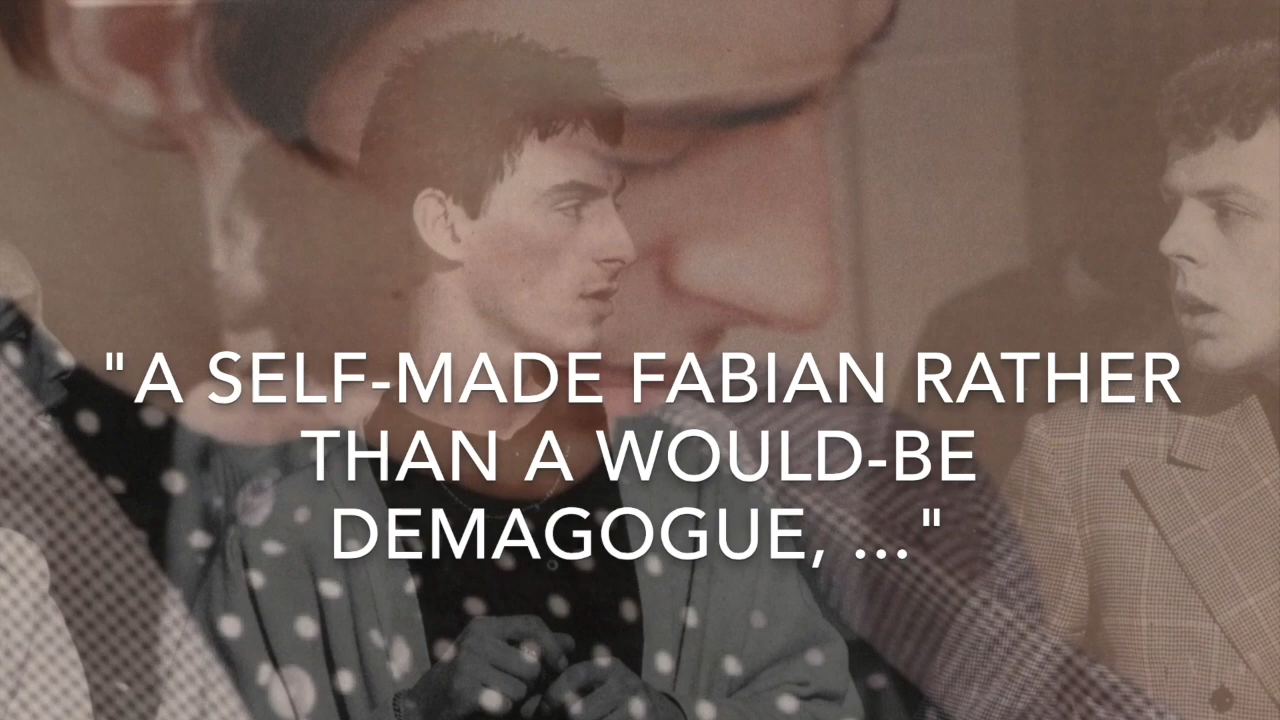 "A SELF-MADE FABIAN RATHER
THAN A WOULD-BE
DEMAGOGUE, ..."